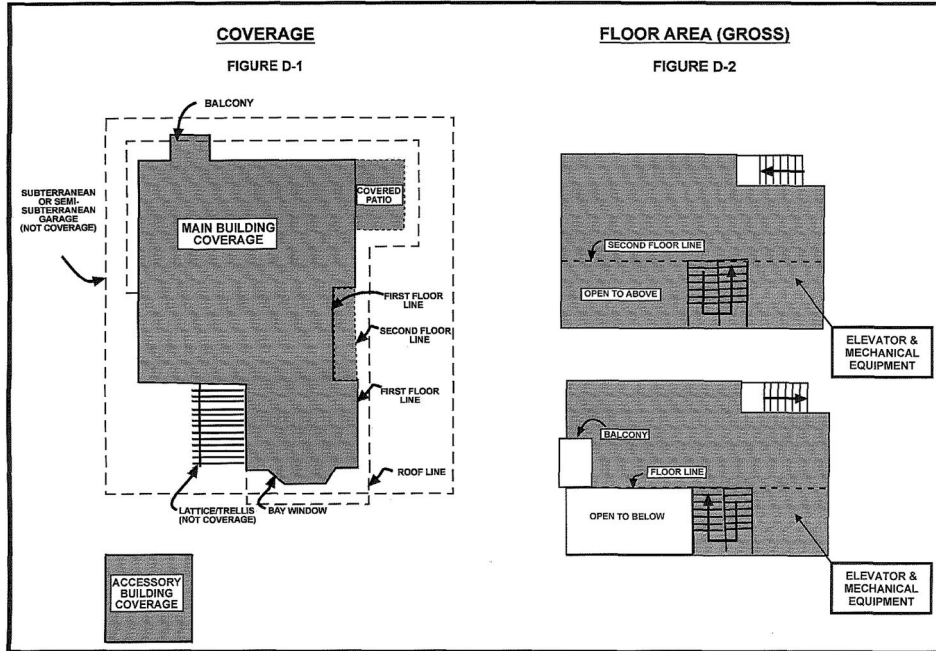 COVERAGE
FIGURE D-1
BALCONY
SUBTERRANEAN
OR SEMI-
SUBTERRANEAN
GARAGE
(NOT COVERAGE)
COVERED
PATIO
MAIN BUILDING
COVERAGE
FIRST FLOOR
LINE
SECOND FLOOR
LINE
FIRST FLOOR
LINE
ROOF LINE
LATTICE/TRELLIS
(NOT COVERAGE)
BAY WINDOW
ACCESSORY
BUILDING
COVERAGE
FLOOR AREA (GROSS)
FIGURE D-2
SECOND FLOOR LINE
OPEN TO ABOVE
ELEVATOR &
MECHANICAL
EQUIPMENT
BALCONY
FLOOR LINE
OPEN TO BELOW
ELEVATOR &
MECHANICAL
EQUIPMENT